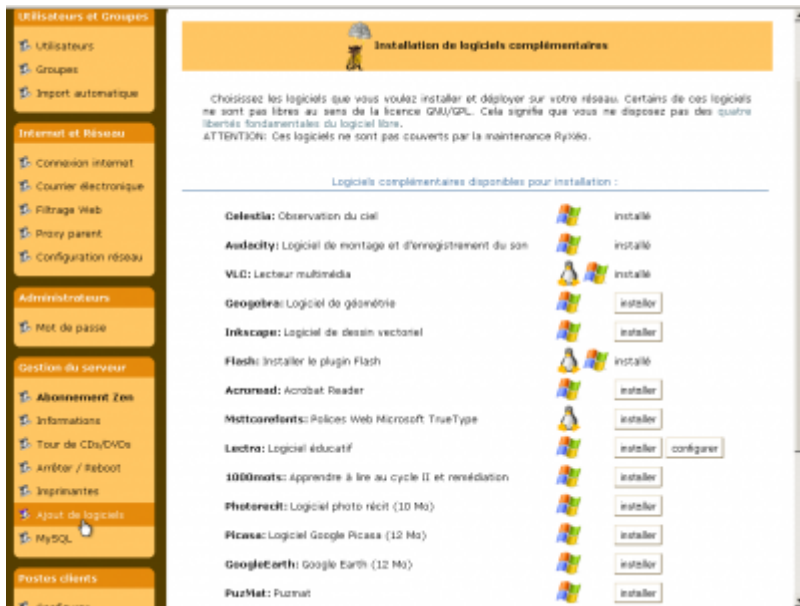 Utilisateurs et Groupes
Utilisateurs
Groupes
Import automatique
Internet et Réseau
Connexion internet
Courrier électronique
Filtrage Web
Proxy parent
Configuration réseau
Administrateurs
Mot de passe
Gestion du serveur
Abonnement Zen
Informations
Tour de CDs/DVDs
Arrêter / Reboot
Imprimantes
Ajout de logiciels
MySQL
Postes clients
Installation de logiciels complémentaires
Choisissez les logiciels que vous voulez installer et déployer sur votre réseau. Certains de ces logiciels
ne sont pas libres au sens de la licence GNU/GPL. Cela signifie que vous ne disposez pas des quatre
libertés fondamentales du logiciel libre.
ATTENTION: Ces logiciels ne sont pas couverts par la maintenance RyXéo.
Logiciels complémentaires disponibles pour installation :
Celestia: Observation du ciel installé
Audacity: Logiciel de montage et d'enregistrement du son installé
VLC: Lecteur multimédia installé
Geogebra: Logiciel de géométrie installer
Inkscape: Logiciel de dessin vectoriel installer
Flash: Installer le plugin Flash installé
Acroread: Acrobat Reader installer
Msttcorefonts: Polices Web Microsoft TrueType installer
Lectra: Logiciel éducatif installer configurer
1000mots: Apprendre à lire au cycle II et remédiation installer
Photorecit: Logiciel photo récit (10 Mo) installer
Picasa: Logiciel Google Picasa (12 Mo) installer
GoogleEarth: Google Earth (12 Mo) installer
PuzMat: Puzmat installer